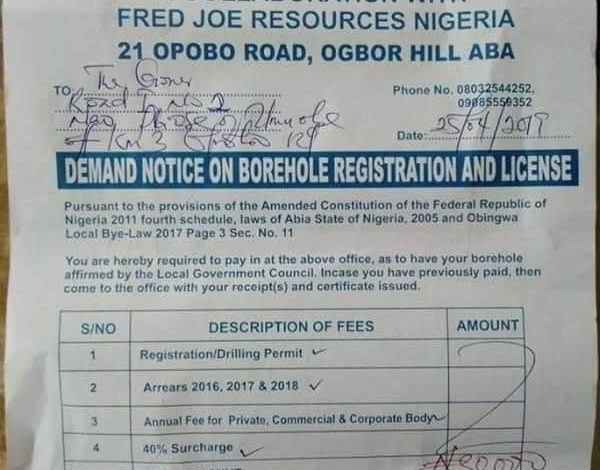 FRED JOE RESOURCES NIGERIA
21 OPOBO ROAD, OGBOR HILL ABA
TO The
Road 1 No 2
Phone No. 08032544252,
09085550352
Date: 25/04/2019
DEMAND NOTICE ON BOREHOLE REGISTRATION AND LICENSE
Pursuant to the provisions of the Amended Constitution of the Federal Republic of
Nigeria 2011 fourth schedule, laws of Abia State of Nigeria, 2005 and Obingwa
Local Bye-Law 2017 Page 3 Sec. No. 11
You are hereby required to pay in at the above office, as to have your borehole
affirmed by the Local Government Council. Incase you have previously paid, then
come to the office with your receipt(s) and certificate issued.
S/NO DESCRIPTION OF FEES AMOUNT
1 Registration/Drilling Permit
2 Arrears 2016, 2017 & 2018
3 Annual Fee for Private, Commercial & Corporate Body
4 40% Surcharge